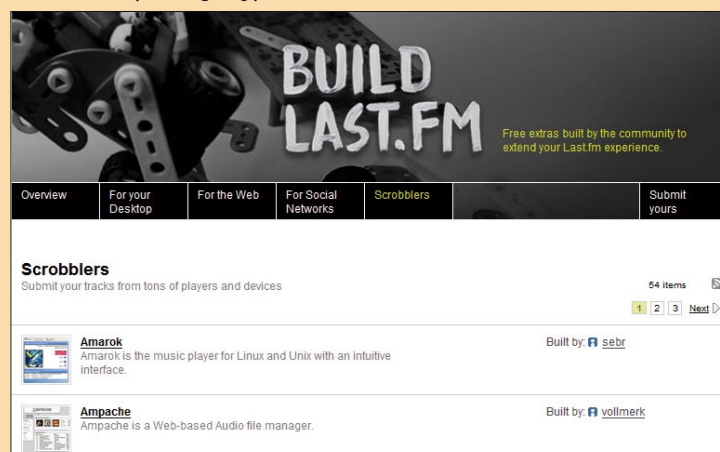 BUILD
LAST.FM
Free extras built by the community to
extend your Last.fm experience.
Overview
For your
Desktop
For the Web
For Social
Networks
Scrobblers
Submit
yours
Scrobblers
Submit your tracks from tons of players and devices
54 items
1 2 3 Next
Amarok
Amarok is the music player for Linux and Unix with an intuitive
interface.
Built by: sebr
Ampache
Ampache is a Web-based Audio file manager.
Built by: vollmerk